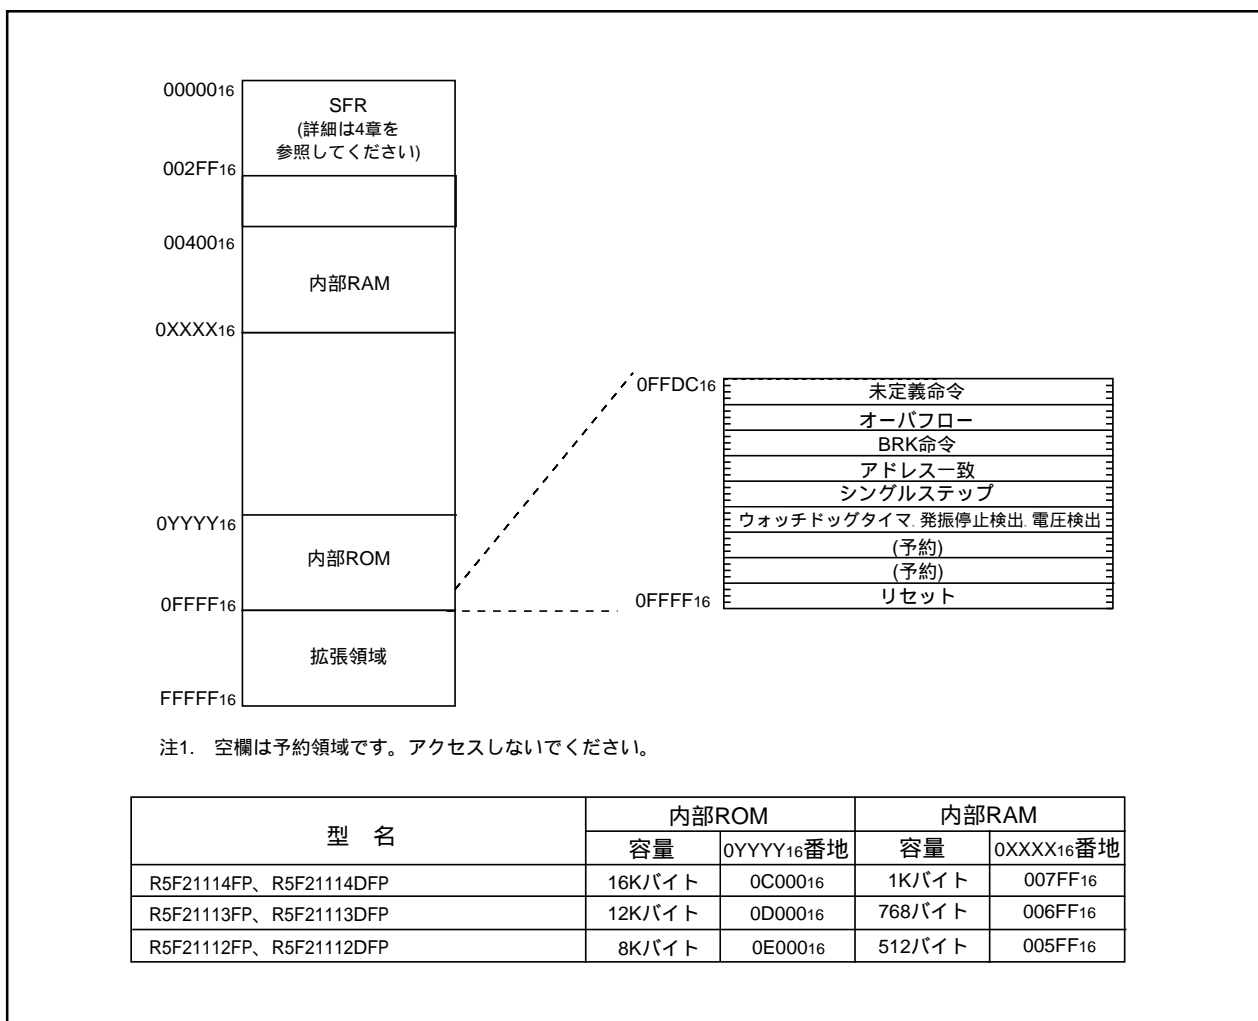 0000016
SFR
(詳細は4章を
参照してください)
002FF16
0040016
内部RAM
0XXXX16
0YYYY16
内部ROM
0FFFF16
拡張領域
FFFFF16
0FFDC16
未定義命令
オーバフロー
BRK命令
アドレス一致
シングルステップ
ウォッチドッグタイマ、発振停止検出、電圧検出
(予約)
(予約)
リセット
0FFFF16
注1. 空欄は予約領域です。アクセスしないでください。
型 名 内部ROM 内部RAM
容量 0YYYY16番地 容量 0XXXX16番地
R5F21114FP、R5F21114DFP 16Kバイト 0C00016 1Kバイト 007FF16
R5F21113FP、R5F21113DFP 12Kバイト 0D00016 768バイト 006FF16
R5F21112FP、R5F21112DFP 8Kバイト 0E00016 512バイト 005FF16